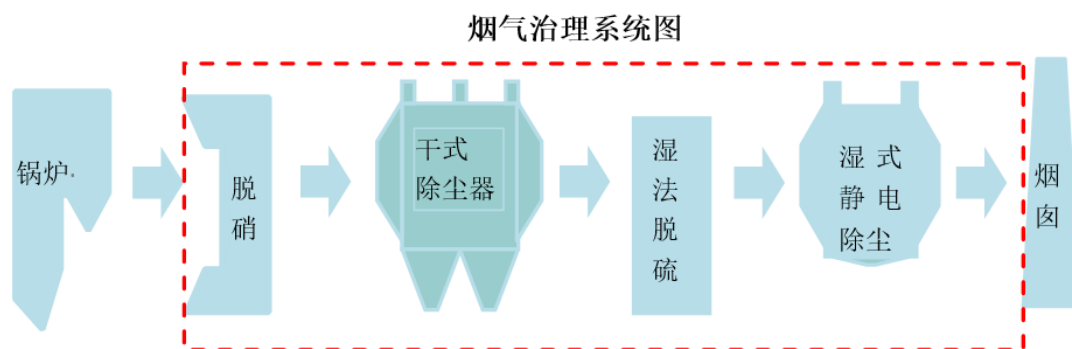 烟气治理系统图
锅炉
脱
硝
干式
除尘器
湿
法
脱
硫
湿 式
静 电
除尘
烟
囱